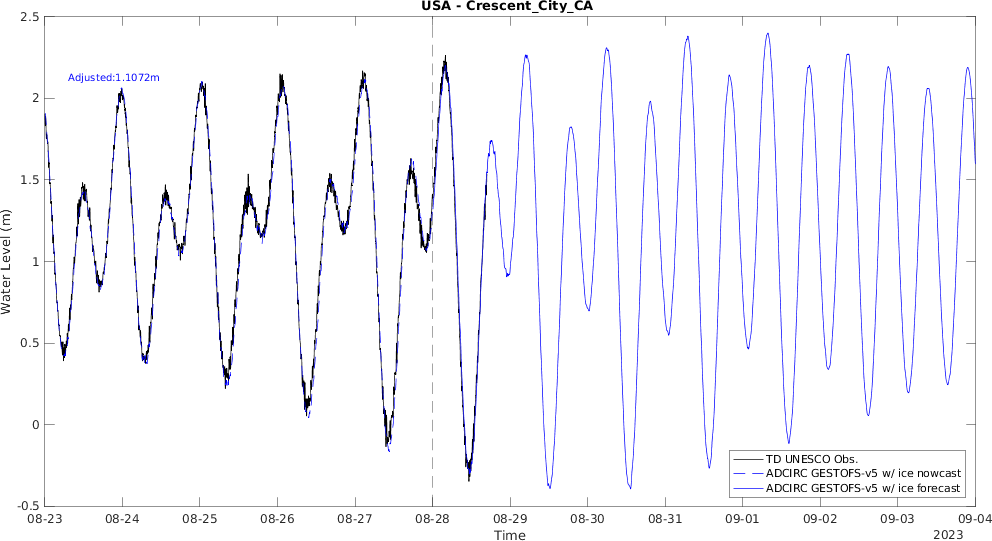 USA - Crescent_City_CA
Adjusted:1.1072m
Water Level (m)
2.5
2
1.5
1
0.5
0
-0.5
TD UNESCO Obs.
ADCIRC GESTOFS-v5 w/ ice nowcast
ADCIRC GESTOFS-v5 w/ ice forecast
08-23 08-24 08-25 08-26 08-27 08-28 08-29 08-30 08-31 09-01 09-02 09-03 09-04
Time
2023